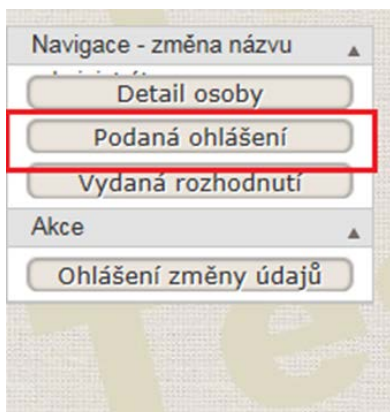 Navigace - změna názvu
Detail osoby
Podaná ohlášení
Vydaná rozhodnutí
Akce
Ohlášení změny údajů